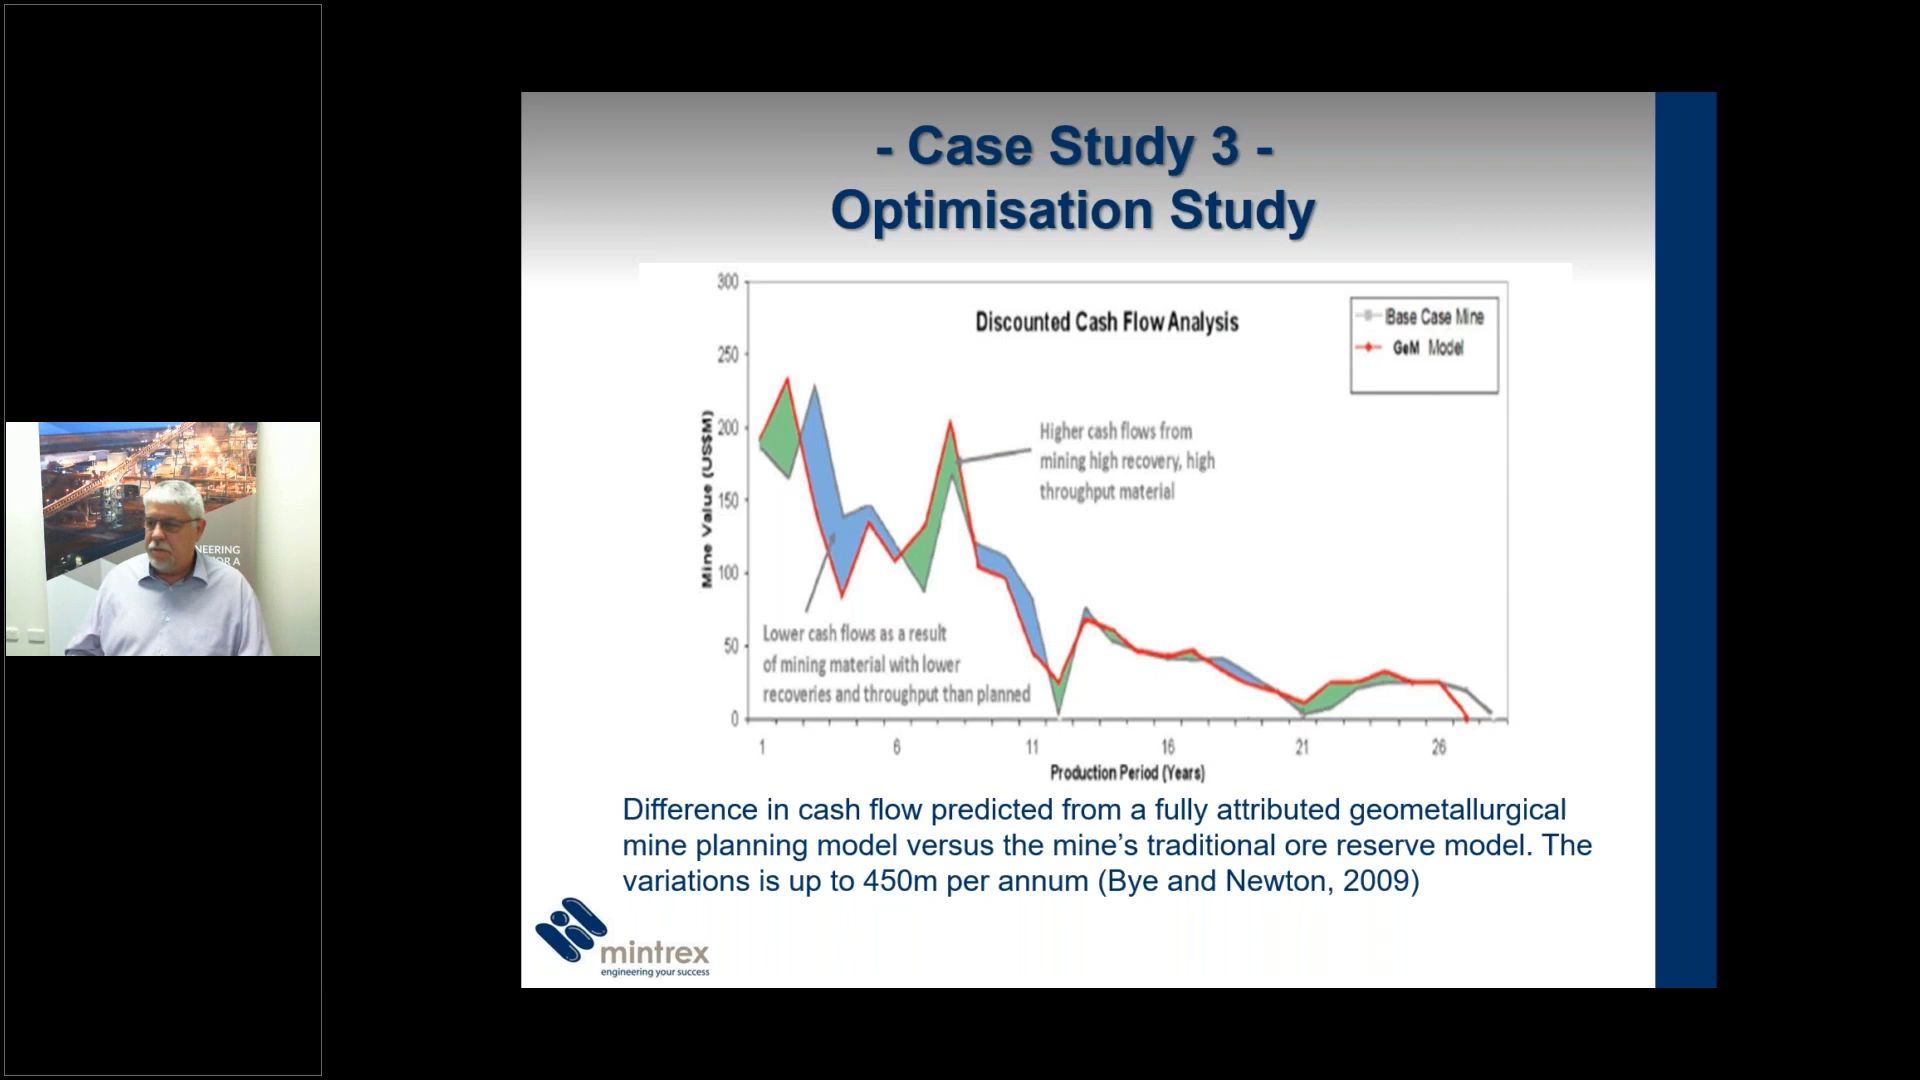 NEERING
OR A
- Case Study 3 -
Optimisation Study
300
250
200
150
100
50
0
Mine Value (US$M)
Discounted Cash Flow Analysis
Base Case Mine
GeM Model
Higher cash flows from
mining high recovery, high
throughput material
Lower cash flows as a result
of mining material with lower
recoveries and throughput than planned
1 6 11 16 21 26
Production Period (Years)
Difference in cash flow predicted from a fully attributed geometallurgical
mine planning model versus the mine’s traditional ore reserve model. The
variations is up to 450m per annum (Bye and Newton, 2009)
mintrex
engineering your success